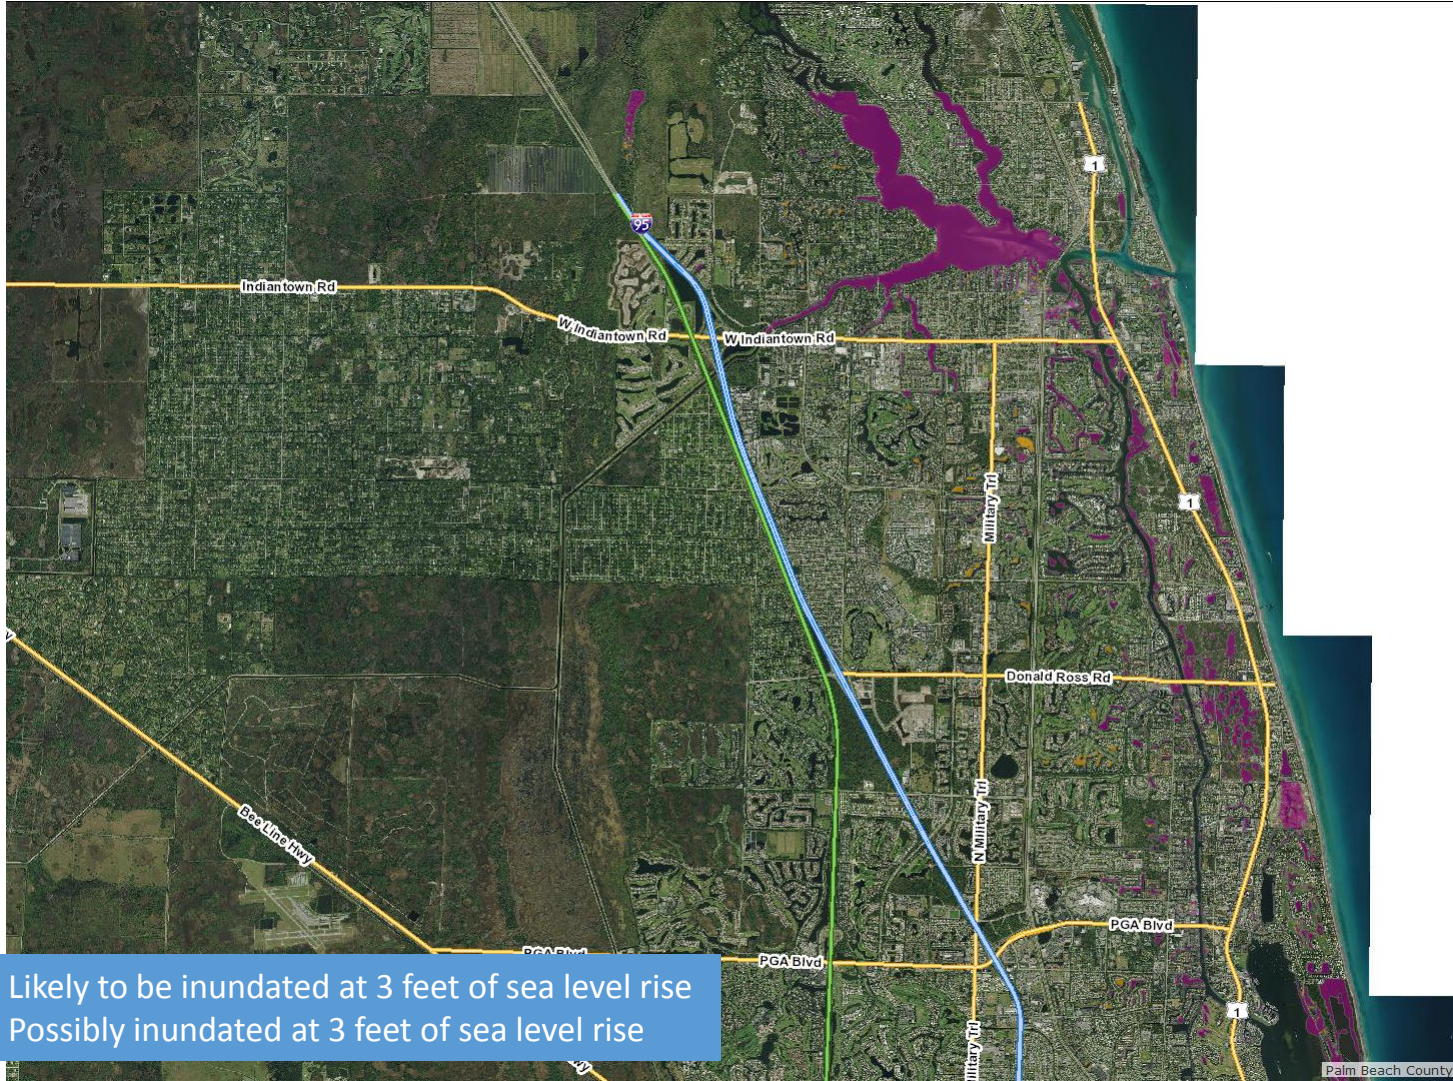 1
95
Indiantown Rd
W Indiantown Rd
W Indiantown Rd
Military Trl
1
Donald Ross Rd
N Military Trl
Bee Line Hwy
PGA Blvd
PGA Blvd
PGA Blvd
1
Military Trl
Likely to be inundated at 3 feet of sea level rise
Possibly inundated at 3 feet of sea level rise
Palm Beach County